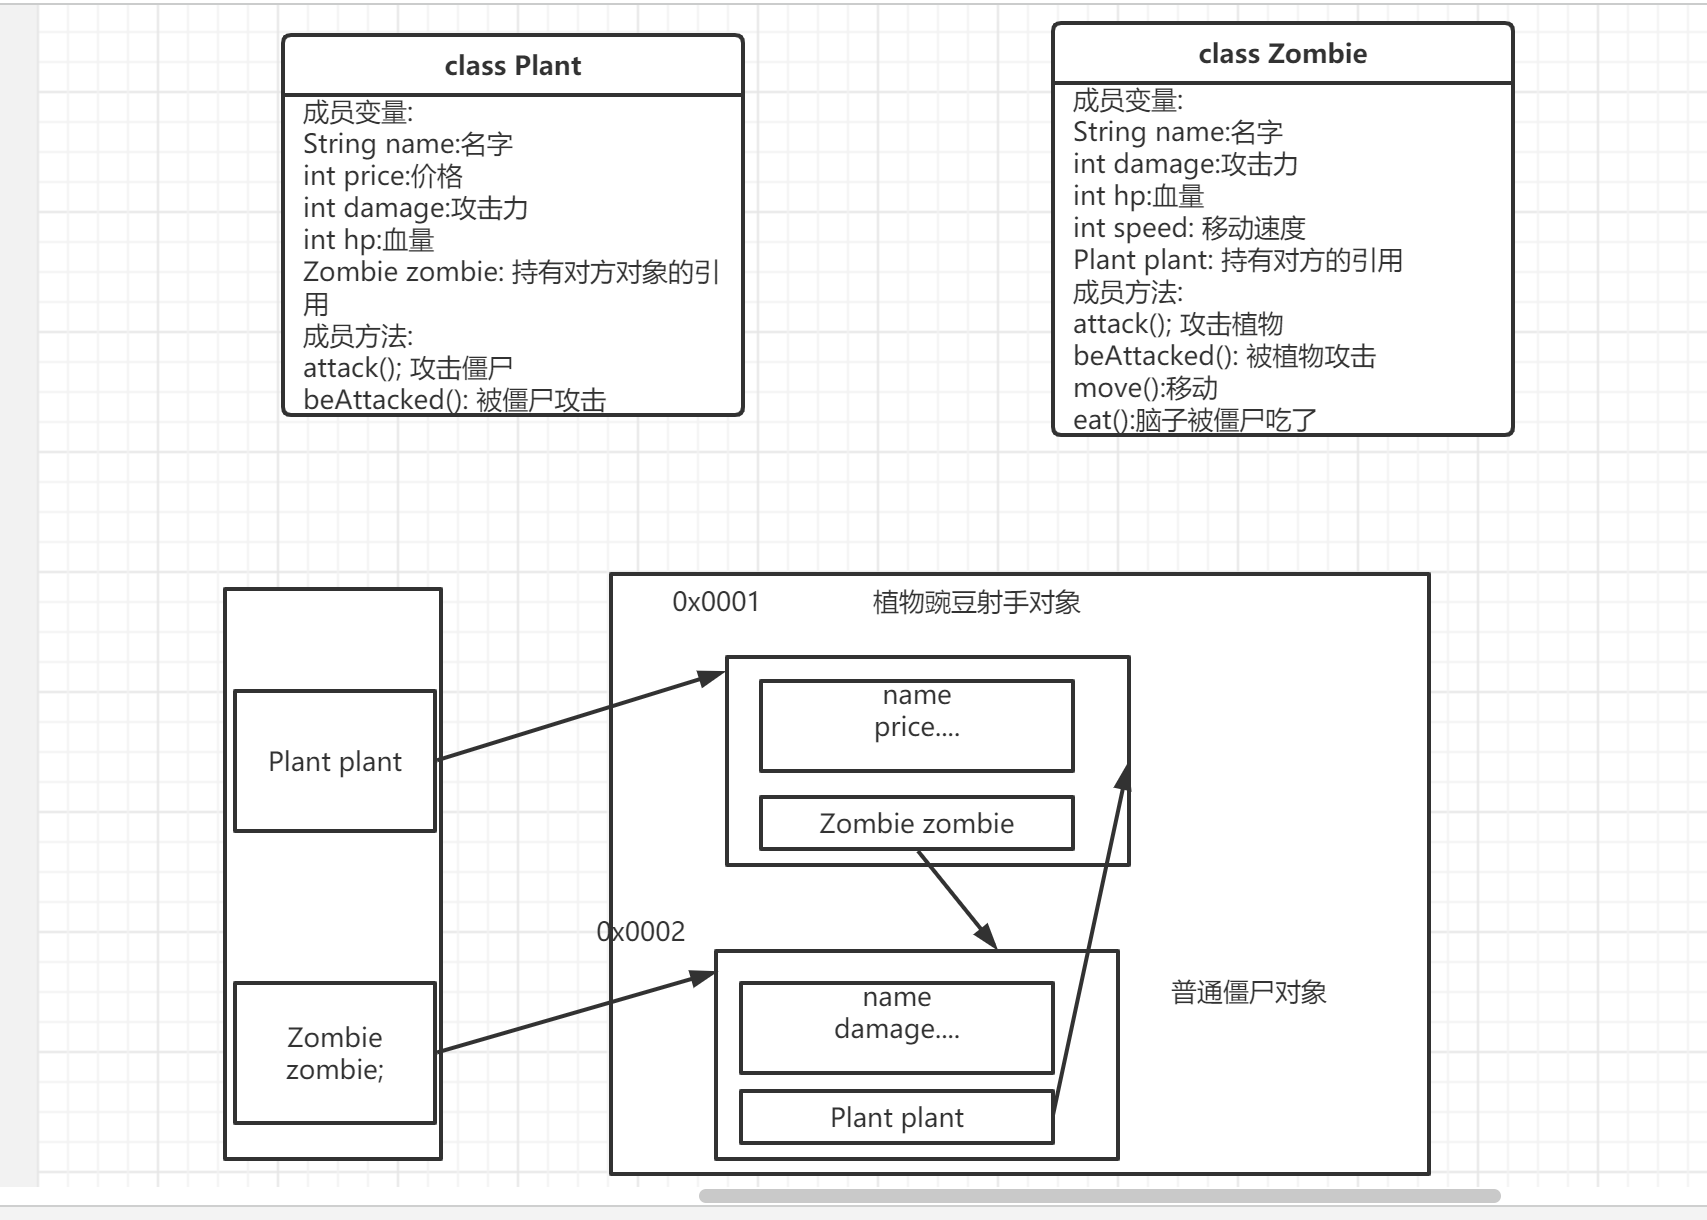 class Plant
成员变量:
String name:名字
int price:价格
int damage:攻击力
int hp:血量
Zombie zombie: 持有对方对象的引
用
成员方法:
attack(); 攻击僵尸
beAttacked(): 被僵尸攻击
class Zombie
成员变量:
String name:名字
int damage:攻击力
int hp:血量
int speed: 移动速度
Plant plant: 持有对方的引用
成员方法:
attack(); 攻击植物
beAttacked(): 被植物攻击
move():移动
eat():脑子被僵尸吃了
Plant plant
Zombie
zombie;
0x0001
植物豌豆射手对象
name
price....
Zombie zombie
0x0002
name
damage....
Plant plant
普通僵尸对象